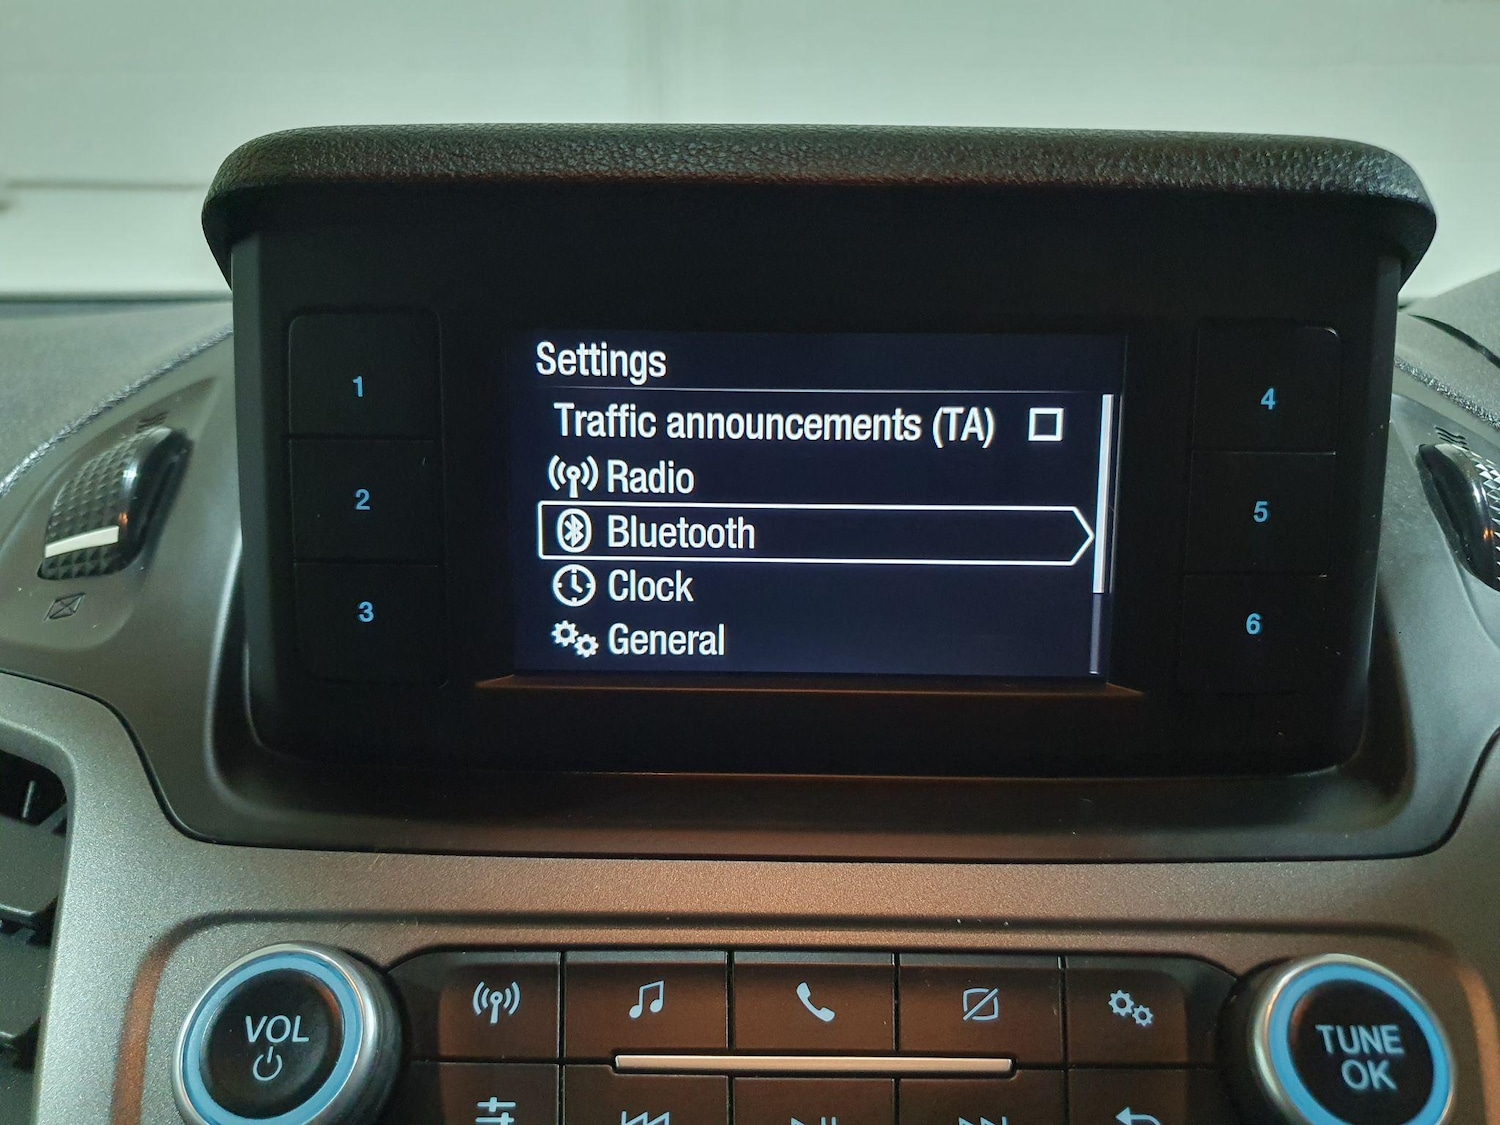 Settings
Traffic announcements (TA)
Radio
Bluetooth
Clock
General
1
2
3
4
5
6
VOL
TUNE
OK